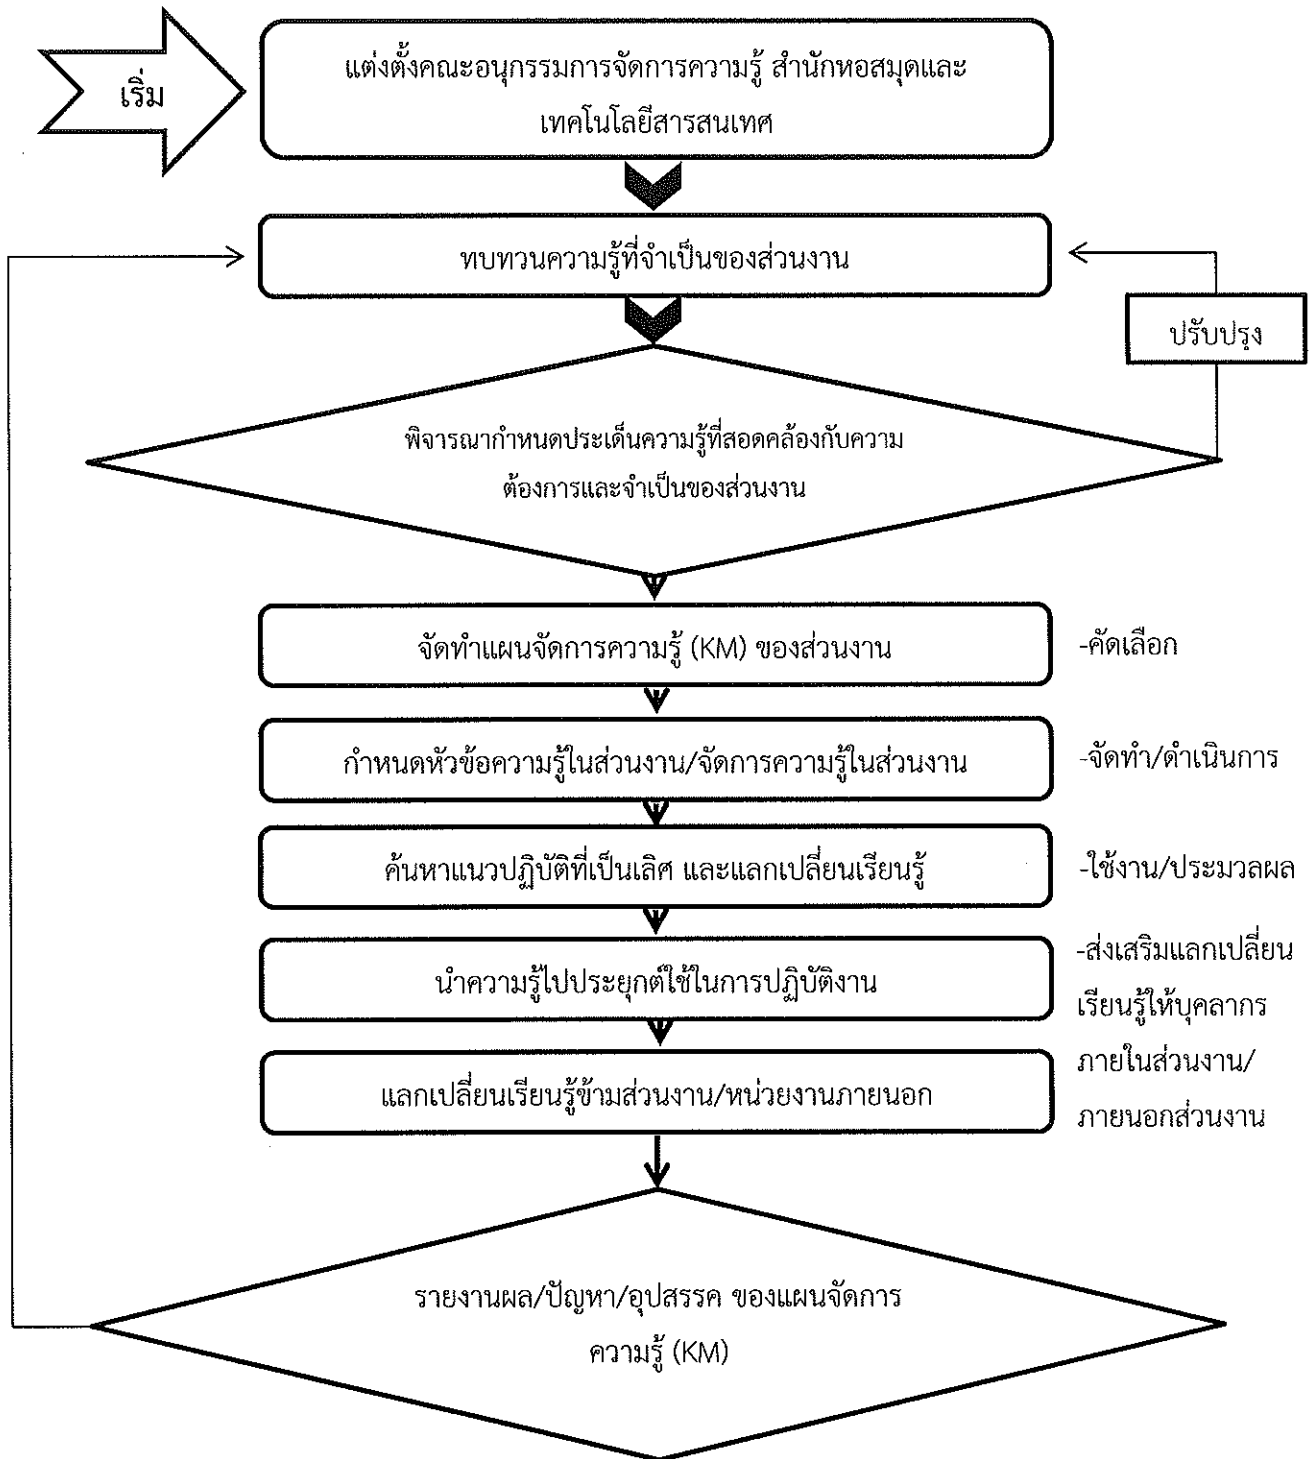 เริ่ม
แต่งตั้งคณะอนุกรรมการจัดการความรู้ สำนักหอสมุดและ
เทคโนโลยีสารสนเทศ
ทบทวนความรู้ที่จำเป็นของส่วนงาน
ปรับปรุง
พิจารณากำหนดประเด็นความรู้ที่สอดคล้องกับความ
ต้องการและจำเป็นของส่วนงาน
จัดทำแผนจัดการความรู้ (KM) ของส่วนงาน
-คัดเลือก
กำหนดหัวข้อความรู้ในส่วนงาน/จัดการความรู้ในส่วนงาน
-จัดทำ/ดำเนินการ
ค้นหาแนวปฏิบัติที่เป็นเลิศ และแลกเปลี่ยนเรียนรู้
-ใช้งาน/ประมวลผล
นำความรู้ไปประยุกต์ใช้ในการปฏิบัติงาน
-ส่งเสริมแลกเปลี่ยน
เรียนรู้ให้บุคลากร
ภายในส่วนงาน/
ภายนอกส่วนงาน
แลกเปลี่ยนเรียนรู้ข้ามส่วนงาน/หน่วยงานภายนอก
รายงานผล/ปัญหา/อุปสรรค ของแผนจัดการ
ความรู้ (KM)